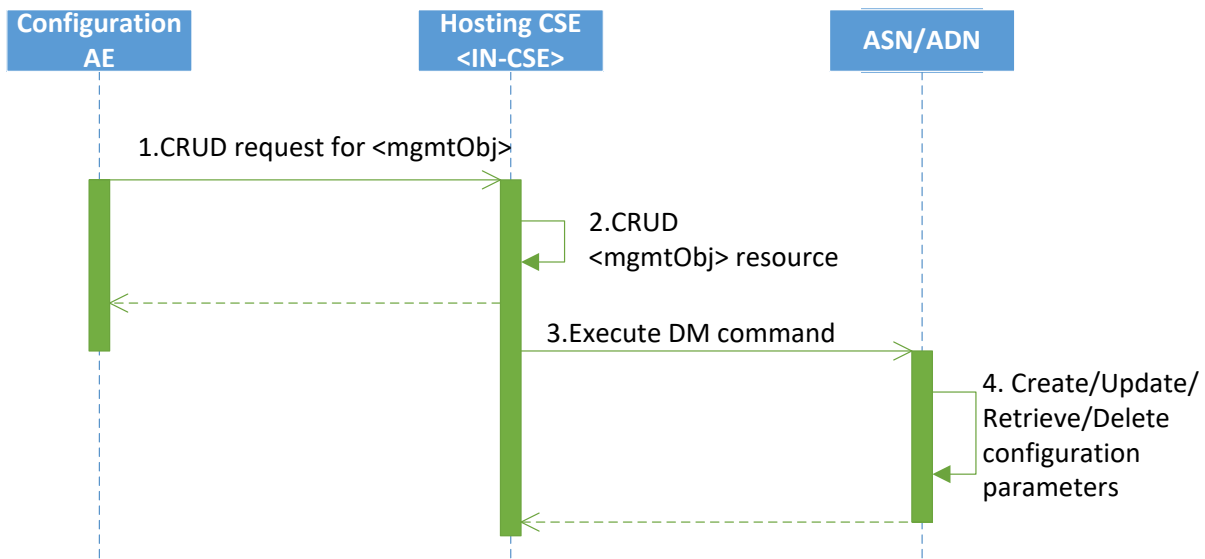 Configuration
AE
Hosting CSE
<IN-CSE>
ASN/ADN
1.CRUD request for <mgmtObj>
2.CRUD
<mgmtObj> resource
3.Execute DM command
4. Create/Update/
Retrieve/Delete
configuration
parameters